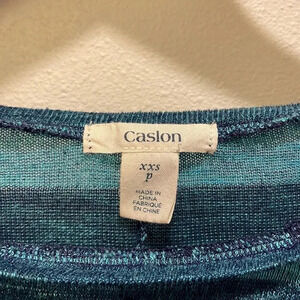 Caslon
xxs
P
MADE IN
CHINA
FABRIQUÉ
EN CHINE